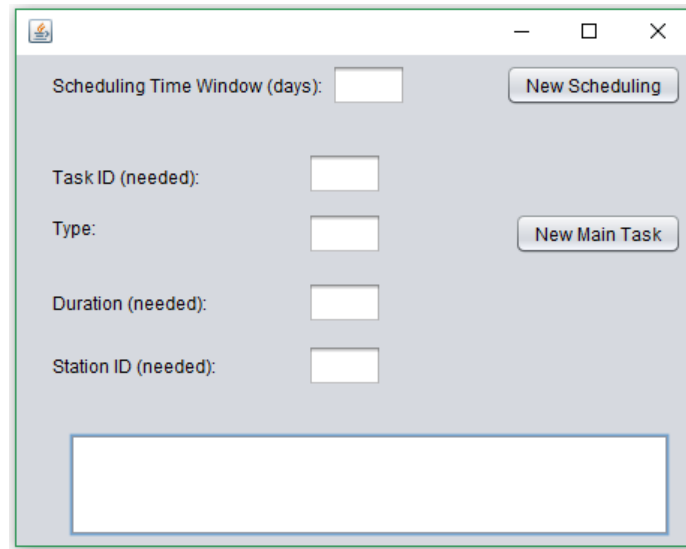 Scheduling Time Window (days):
New Scheduling
Task ID (needed):
Type:
New Main Task
Duration (needed):
Station ID (needed):